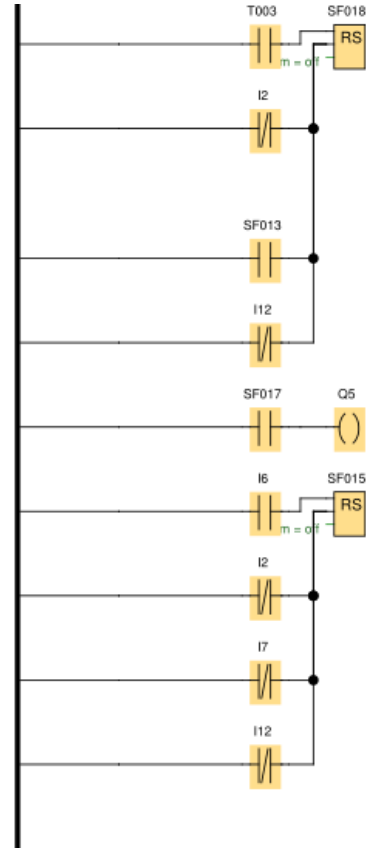 T003 SF018
RS
m = off
I2
SF013
I12
SF017 Q5
I6 SF015
RS
m = off
I2
I7
I12